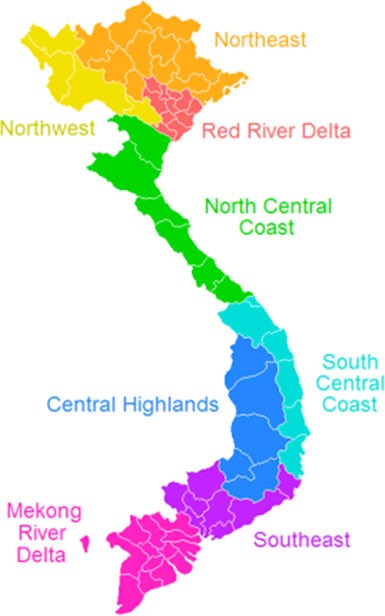 Northeast
Northwest
Red River Delta
North Central
Coast
South
Central
Coast
Central Highlands
Mekong
River
Delta
Southeast